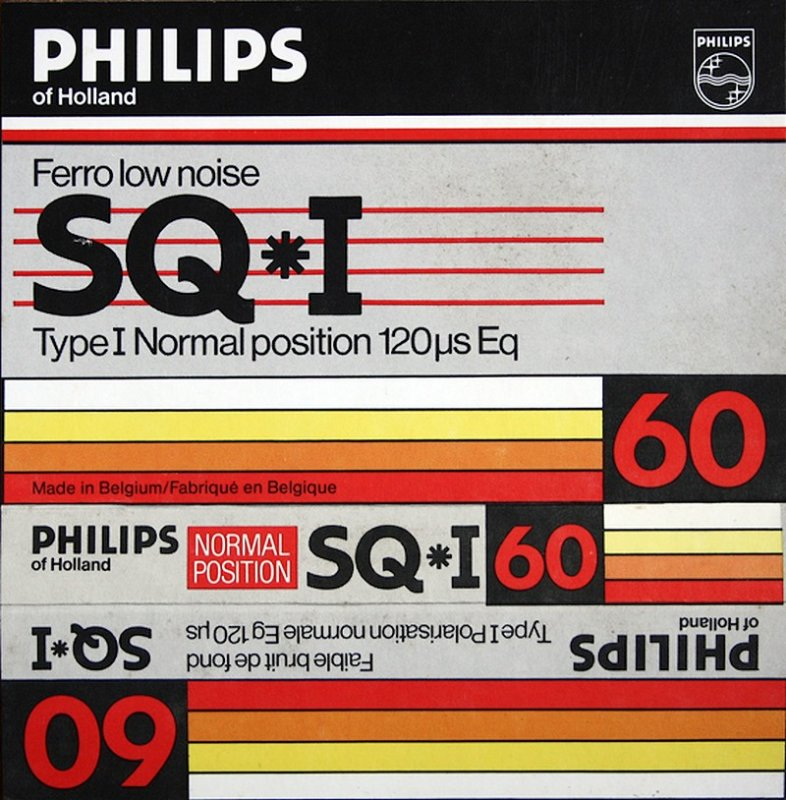 PHILIPS
of Holland
PHILIPS
Ferro low noise
SQ*I
Type I Normal position 120µs Eq
60
Made in Belgium/Fabriqué en Belgique
PHILIPS
of Holland
NORMAL
POSITION
SQ*I
60
PHILIPS
of Holland
Faible bruit de fond
Type I Polarisation normale Eg 120 µs
SQ*I
60